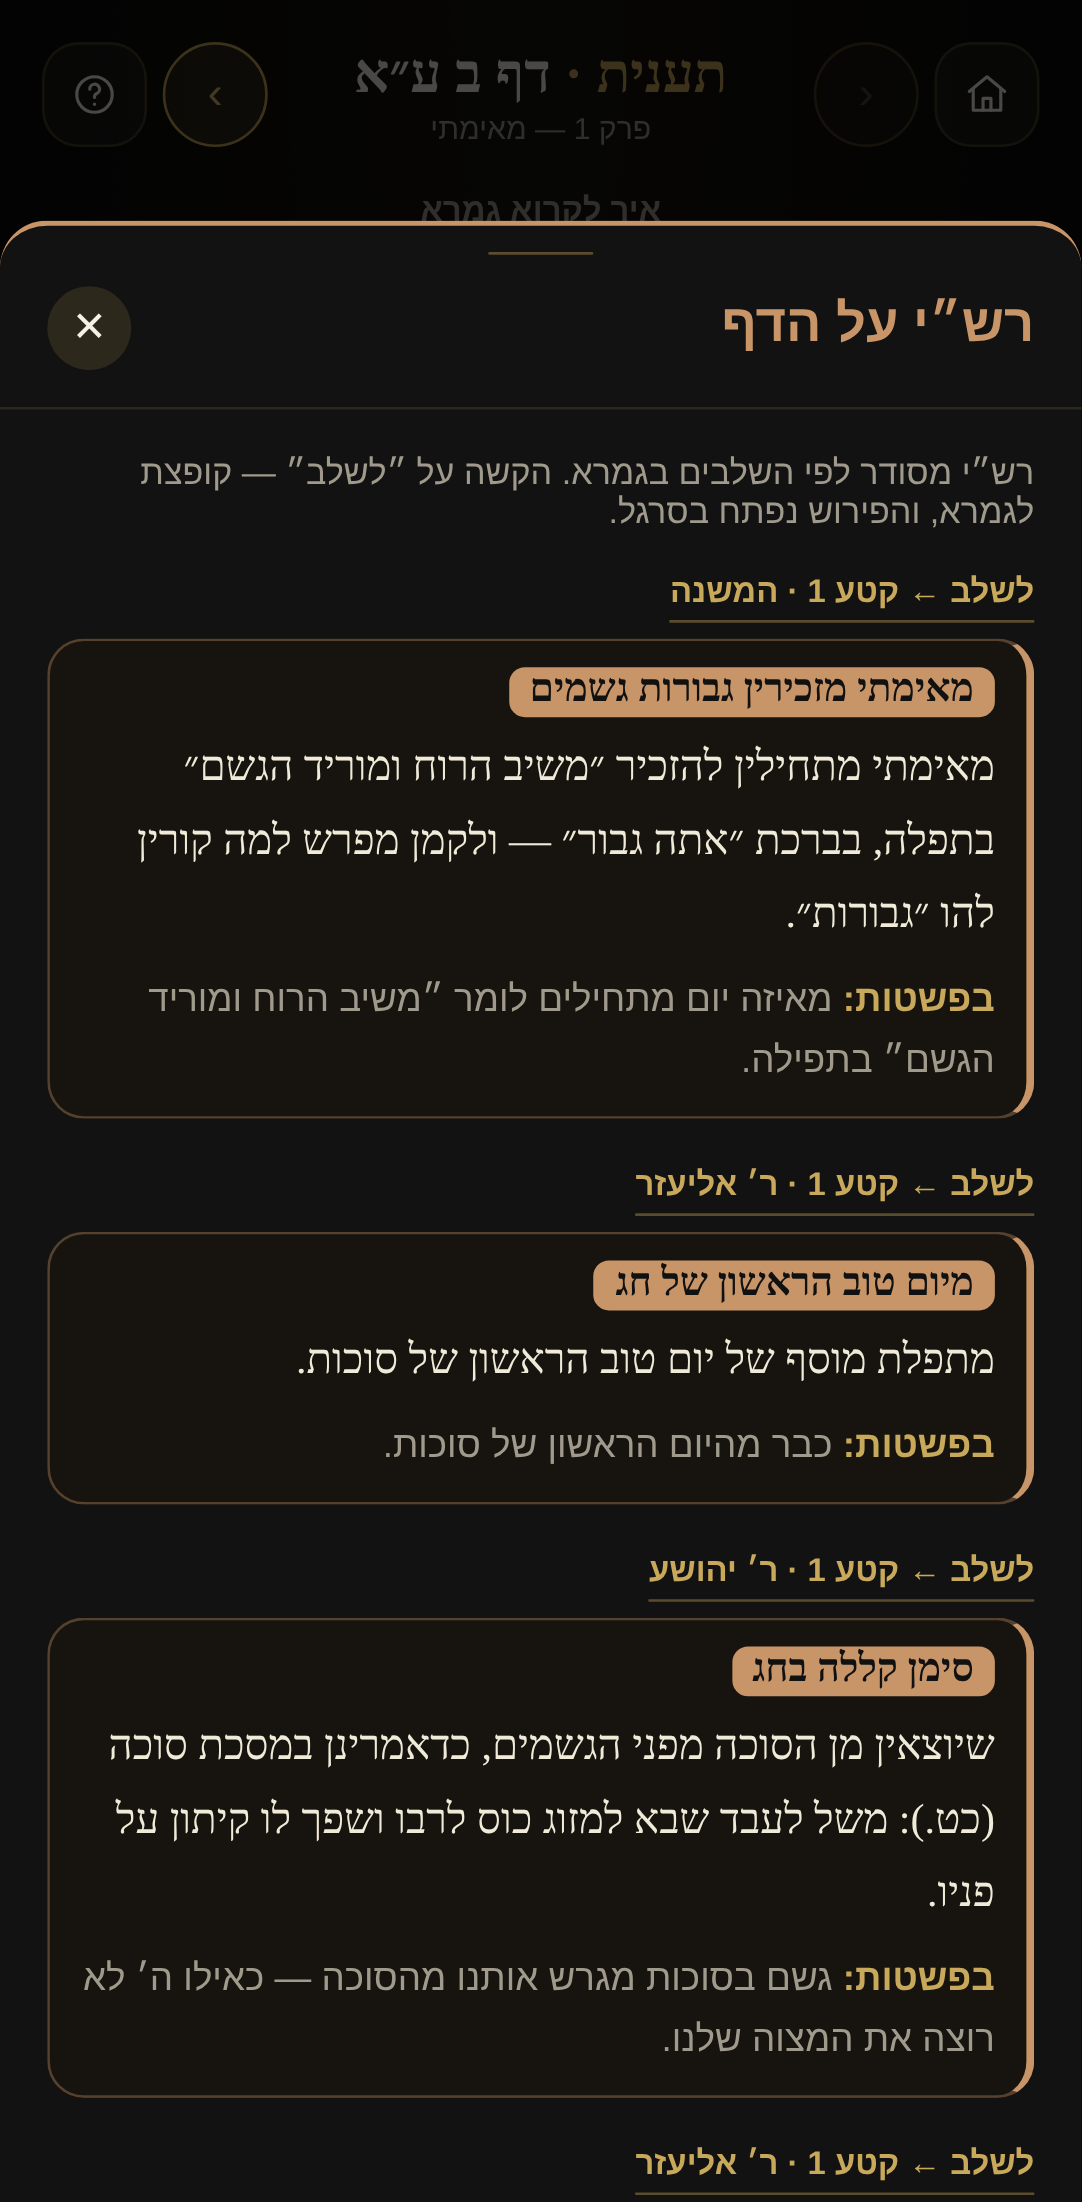 תענית · דף ב ע״א
פרק 1 — מאימתי
איך לקרוא גמרא
רש״י על הדף
רש״י מסודר לפי השלבים בגמרא. הקשה על ״לשלב״ — קופצת
לגמרא, והפירוש נפתח בסרגל.
לשלב ← קטע 1 · המשנה
מאימתי מזכירין גבורות גשמים
מאימתי מתחילין להזכיר ״משיב הרוח ומוריד הגשם״
בתפלה, בברכת ״אתה גבור״ — ולקמן מפרש למה קורין
להו ״גבורות״.
בפשטות: מאיזה יום מתחילים לומר ״משיב הרוח ומוריד
הגשם״ בתפילה.
לשלב ← קטע 1 · ר׳ אליעזר
מיום טוב הראשון של חג
מתפלת מוסף של יום טוב הראשון של סוכות.
בפשטות: כבר מהיום הראשון של סוכות.
לשלב ← קטע 1 · ר׳ יהושע
סימן קללה בחג
שיוצאין מן הסוכה מפני הגשמים, כדאמרינן במסכת סוכה
(כט.): משל לעבד שבא למזוג כוס לרבו ושפך לו קיתון על
פניו.
בפשטות: גשם בסוכות מגרש אותנו מהסוכה — כאילו ה׳ לא
רוצה את המצוה שלנו.
לשלב ← קטע 1 · ר׳ אליעזר